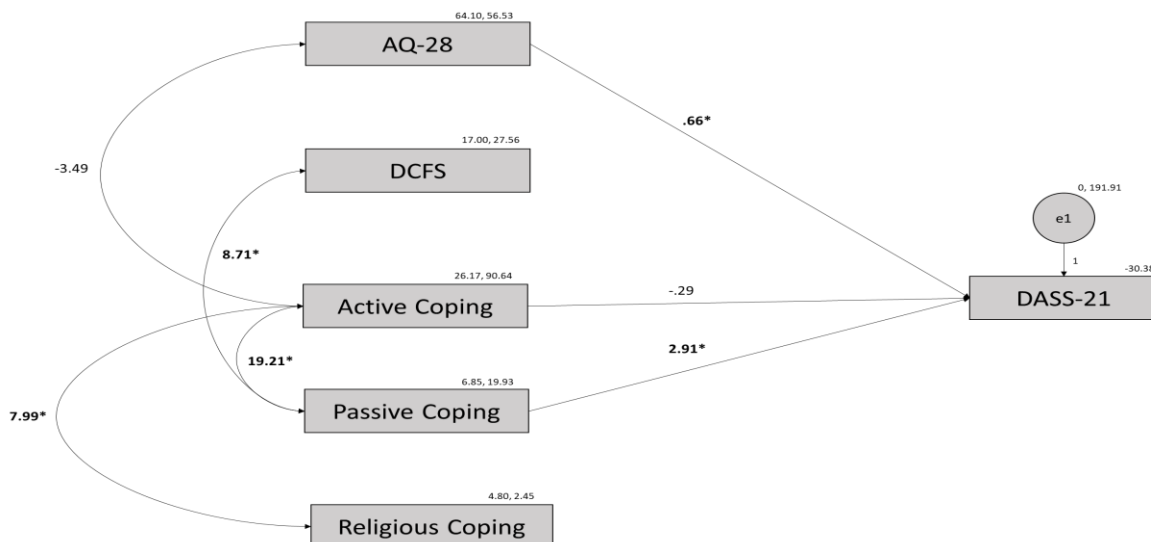 64.10, 56.53
AQ-28
.66*
17.00, 27.56
DCFS
-3.49
0, 191.91
e1
8.71*
1
26.17, 90.64
-30.38
Active Coping
-.29
DASS-21
19.21*
2.91*
6.85, 19.93
Passive Coping
7.99*
4.80, 2.45
Religious Coping